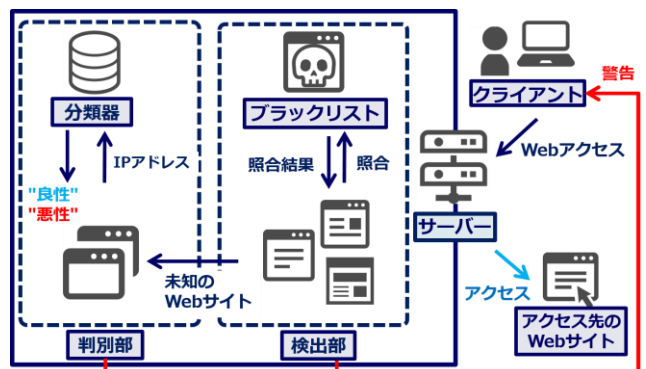 分類器
ブラックリスト
クライアント
警告
IPアドレス
"良性"
"悪性"
照合結果
照合
Webアクセス
サーバー
未知の
Webサイト
アクセス
アクセス先の
Webサイト
判別部
検出部